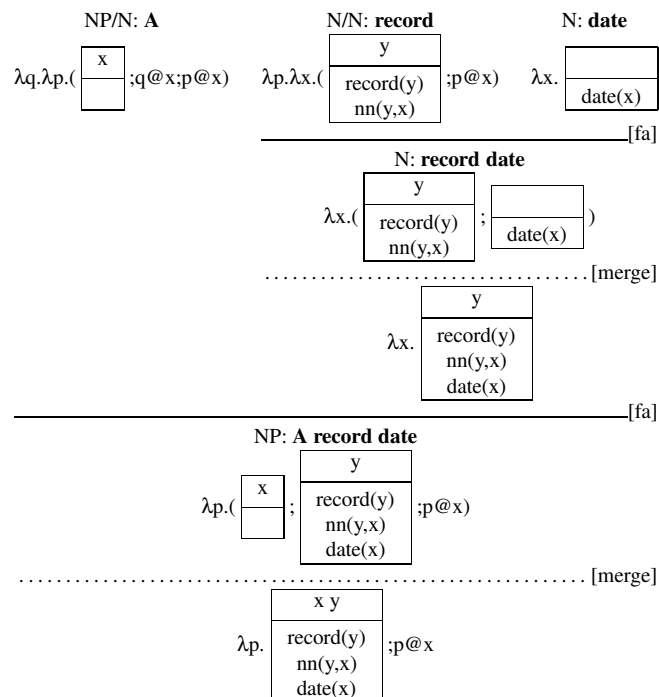 NP/N: A N/N: record N: date
x y
λq.λp.( ;q@x;p@x) λp.λx.( record(y) ;p@x) λx.
nn(y,x) date(x)
[fa]
N: record date
y
λx.( record(y) ; )
nn(y,x) date(x)
[merge]
y
λx. record(y)
nn(y,x)
date(x)
[fa]
NP: A record date
y
x
λp.( ; record(y) ;p@x)
nn(y,x)
date(x)
[merge]
x y
λp. record(y) ;p@x
nn(y,x)
date(x)